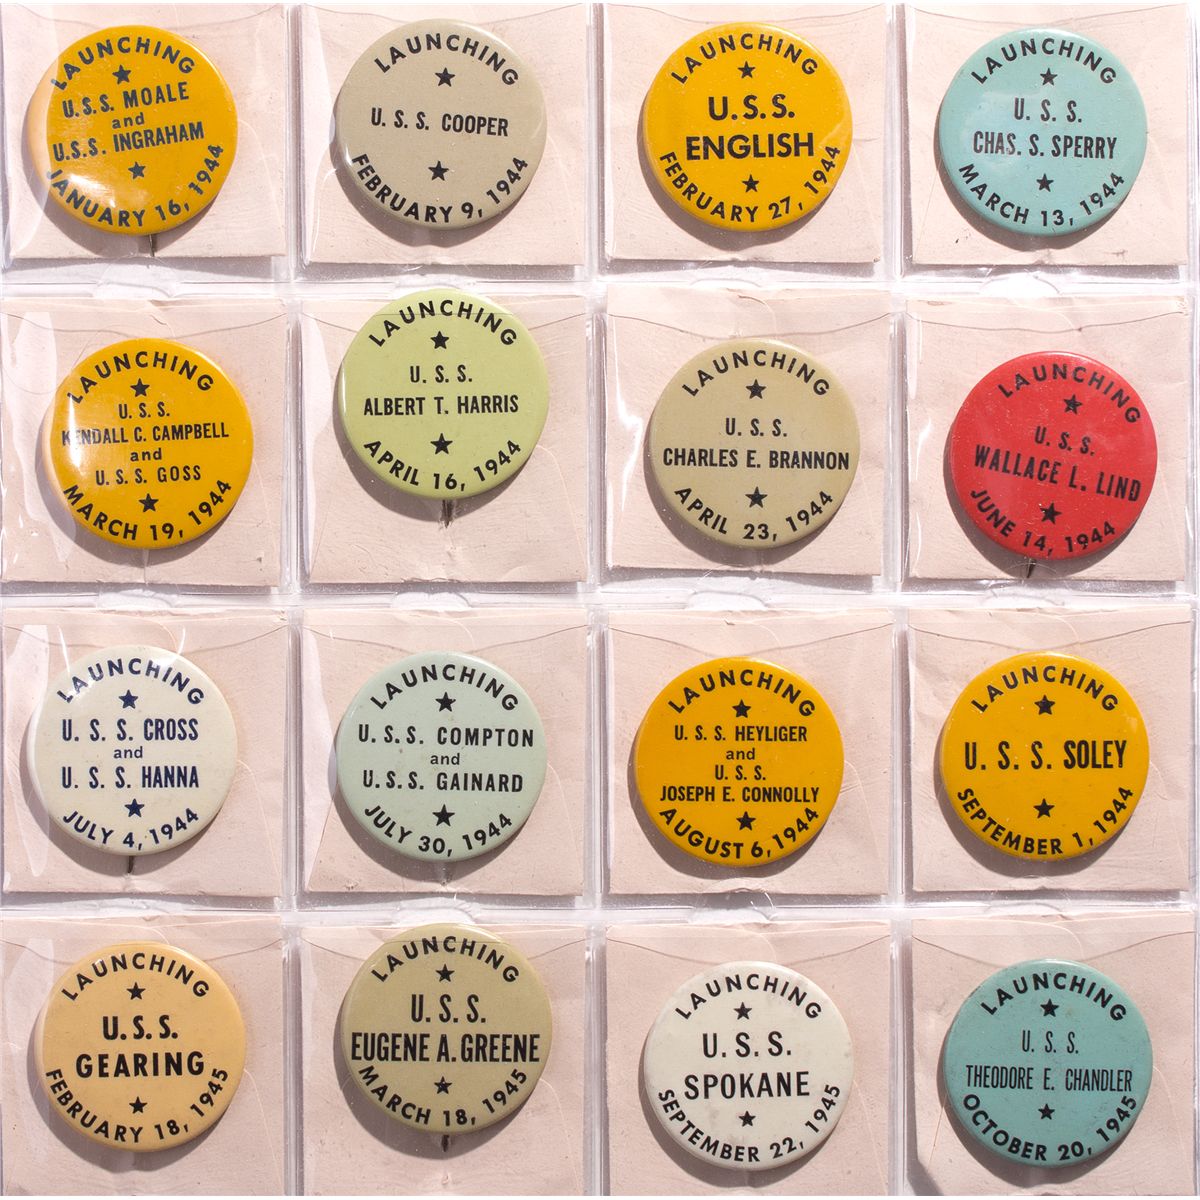 LAUNCHING
U.S.S. MOALE
and
U.S.S. INGRAHAM
JANUARY 16, 1944
LAUNCHING
U. S. S. COOPER
FEBRUARY 9, 1944
LAUNCHING
U.S.S.
ENGLISH
FEBRUARY 27, 1944
LAUNCHING
U. S. S.
CHAS. S. SPERRY
MARCH 13, 1944
LAUNCHING
U. S. S.
KENDALL C. CAMPBELL
and
U. S. S. GOSS
MARCH 19, 1944
LAUNCHING
U. S. S.
ALBERT T. HARRIS
APRIL 16, 1944
LAUNCHING
U. S. S.
CHARLES E. BRANNON
APRIL 23, 1944
LAUNCHING
U. S. S.
WALLACE L. LIND
JUNE 14, 1944
LAUNCHING
U. S. S. CROSS
and
U. S. S. HANNA
JULY 4, 1944
LAUNCHING
U. S. S. COMPTON
and
U. S. S. GAINARD
JULY 30, 1944
LAUNCHING
U. S. S. HEYLIGER
and
U. S. S.
JOSEPH E. CONNOLLY
AUGUST 6, 1944
LAUNCHING
U. S. S. SOLEY
SEPTEMBER 1, 1944
LAUNCHING
U.S.S.
GEARING
FEBRUARY 18, 1945
LAUNCHING
U. S. S.
EUGENE A. GREENE
MARCH 18, 1945
LAUNCHING
U. S. S.
SPOKANE
SEPTEMBER 22, 1945
LAUNCHING
U. S. S.
THEODORE E. CHANDLER
OCTOBER 20, 1945